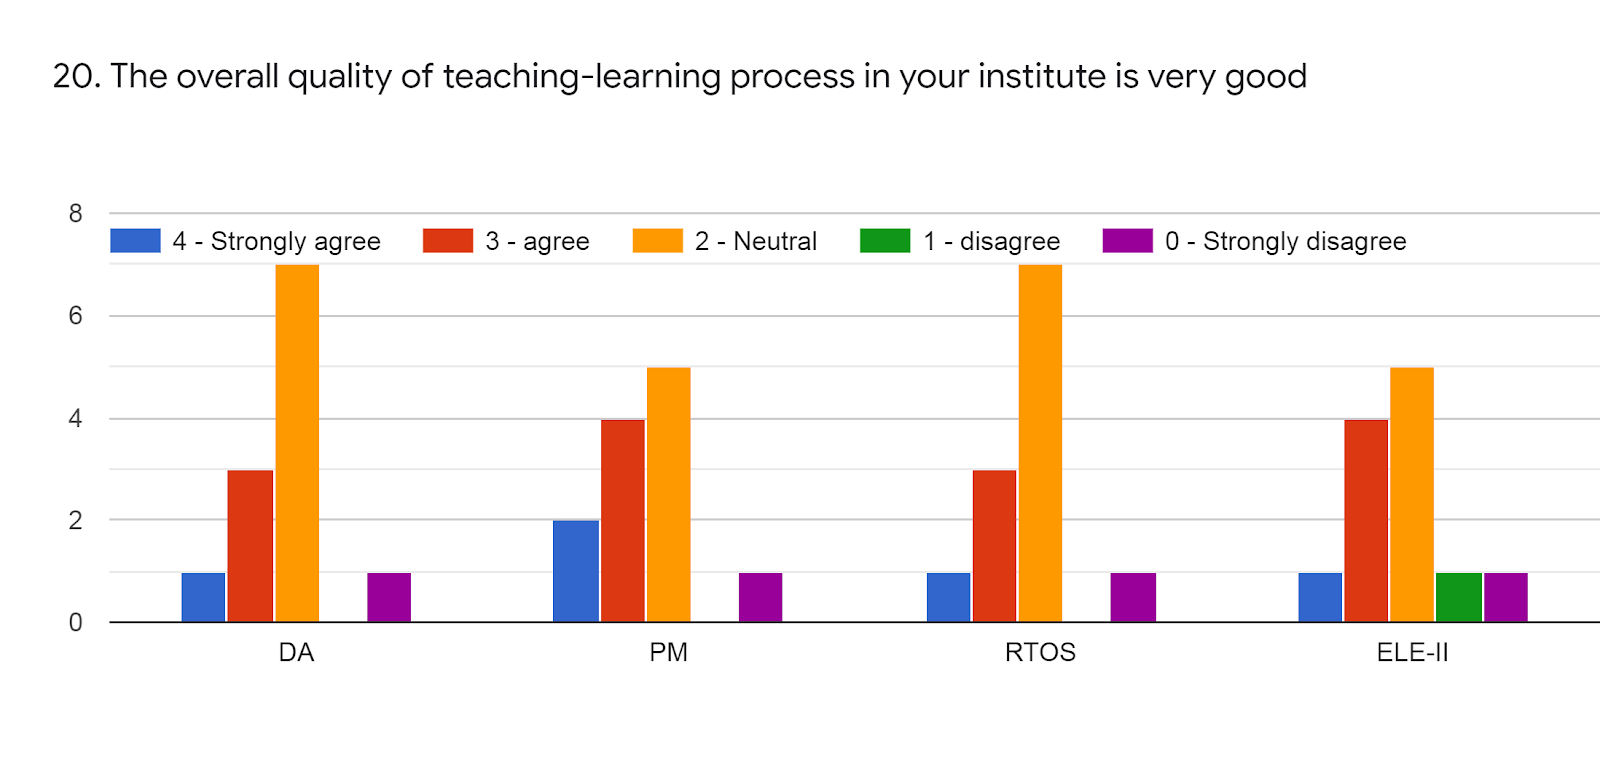 20. The overall quality of teaching-learning process in your institute is very good
8
4 - Strongly agree 3 - agree 2 - Neutral 1 - disagree 0 - Strongly disagree
6
4
2
0
DA PM RTOS ELE-II